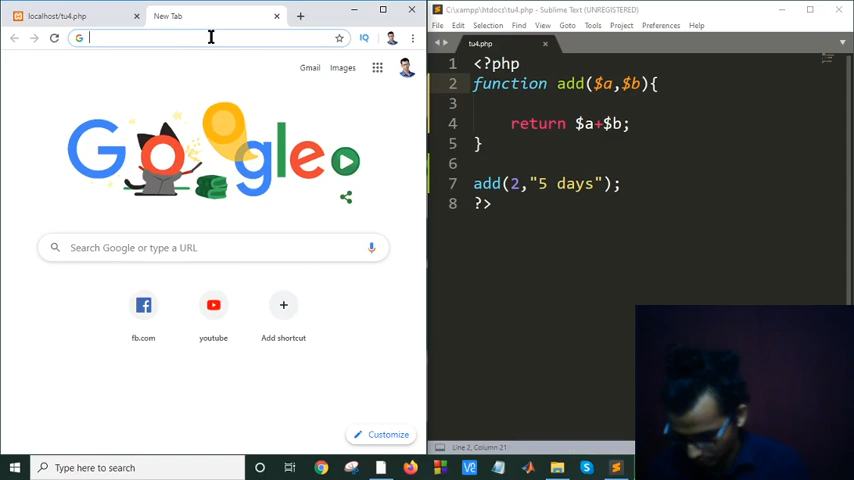 localhost/tu4.php
New Tab
IQ
Gmail
Images
Google
Search Google or type a URL
fb.com
youtube
Add shortcut
Customize
Type here to search
C:\xampp\htdocs\tu4.php - Sublime Text (UNREGISTERED)
File Edit Selection Find View Goto Tools Project Preferences Help
tu4.php
1 <?php
2 function add($a,$b){
3
4 return $a+$b;
5 }
6
7 add(2,"5 days");
8 ?>
Line 2, Column 21